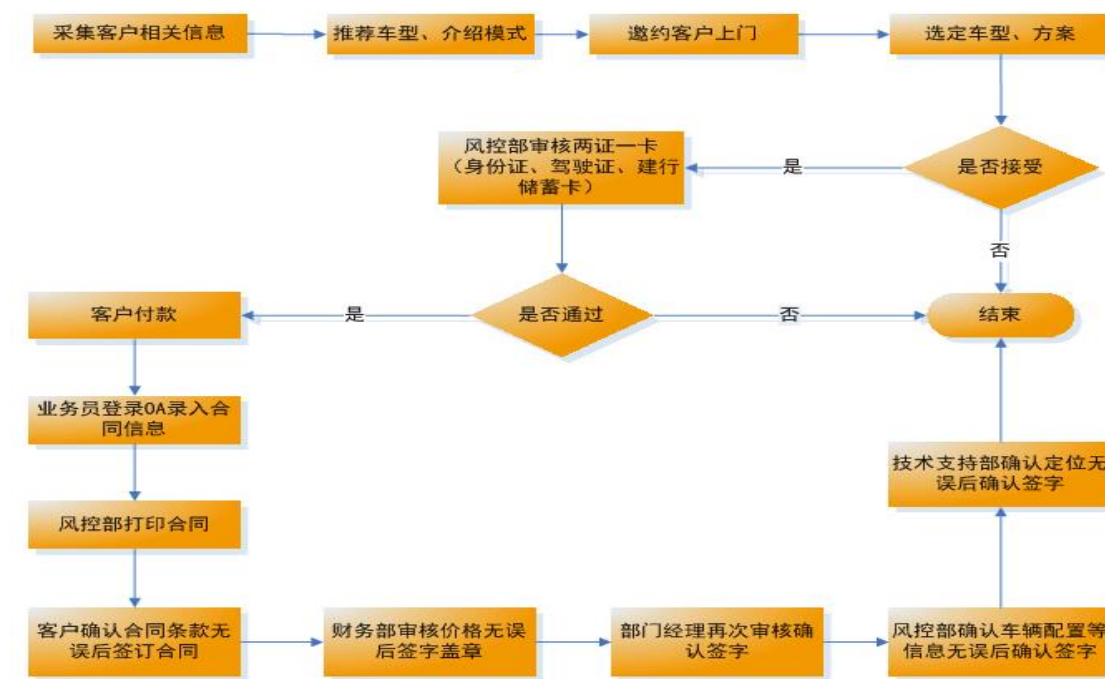 采集客户相关信息
推荐车型、介绍模式
邀约客户上门
选定车型、方案
风控部审核两证一卡
（身份证、驾驶证、建行
储蓄卡）
是
是否接受
否
客户付款
是
是否通过
否
结束
业务员登录OA录入合
同信息
技术支持部确认定位无
误后确认签字
风控部打印合同
客户确认合同条款无
误后签订合同
财务部审核价格无误
后签字盖章
部门经理再次审核确
认签字
风控部确认车辆配置等
信息无误后确认签字